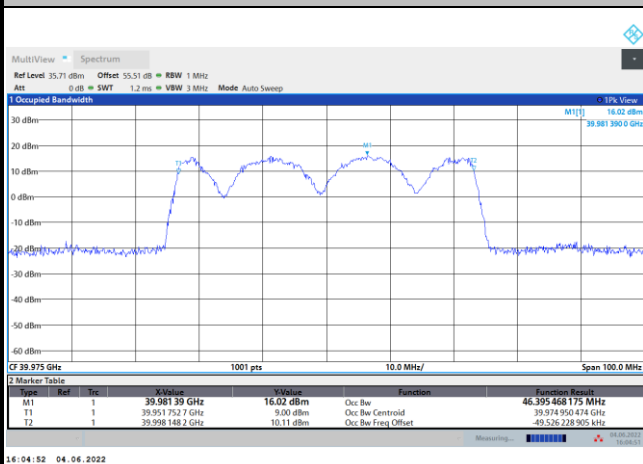 MultiView Spectrum
Ref Level 35.71 dBm Offset 55.51 dB RBW 1 MHz
Att 0 dB SWT 1.2 ms VBW 3 MHz Mode Auto Sweep
1 Occupied Bandwidth 1Pk View
M1[1] 16.02 dBm
39.981 390 0 GHz
30 dBm
20 dBm
M1
T1
T2
10 dBm
0 dBm
-10 dBm
-20 dBm
-30 dBm
-40 dBm
-50 dBm
-60 dBm
CF 39.975 GHz 1001 pts 10.0 MHz/ Span 100.0 MHz
2 Marker Table
Type Ref Trc X-Value Y-Value Function Function Result
M1 1 39.981 39 GHz 16.02 dBm Occ Bw 46.395 468 175 MHz
T1 1 39.951 752 7 GHz 9.00 dBm Occ Bw Centroid 39.974 950 474 GHz
T2 1 39.998 148 2 GHz 10.11 dBm Occ Bw Freq Offset -49.526 228 905 kHz
Measuring... 04.06.2022
16:04:51
16:04:52 04.06.2022